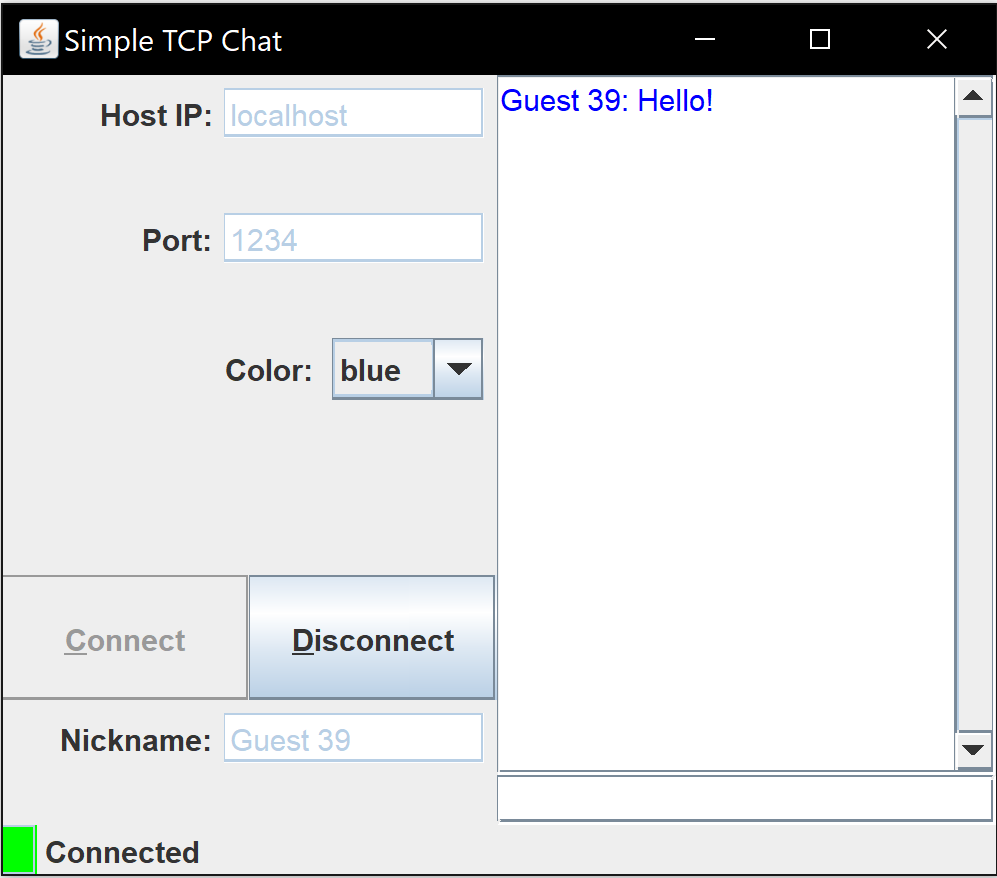 Simple TCP Chat
Host IP: localhost
Port: 1234
Color: blue
Connect Disconnect
Nickname: Guest 39
Connected
Guest 39: Hello!